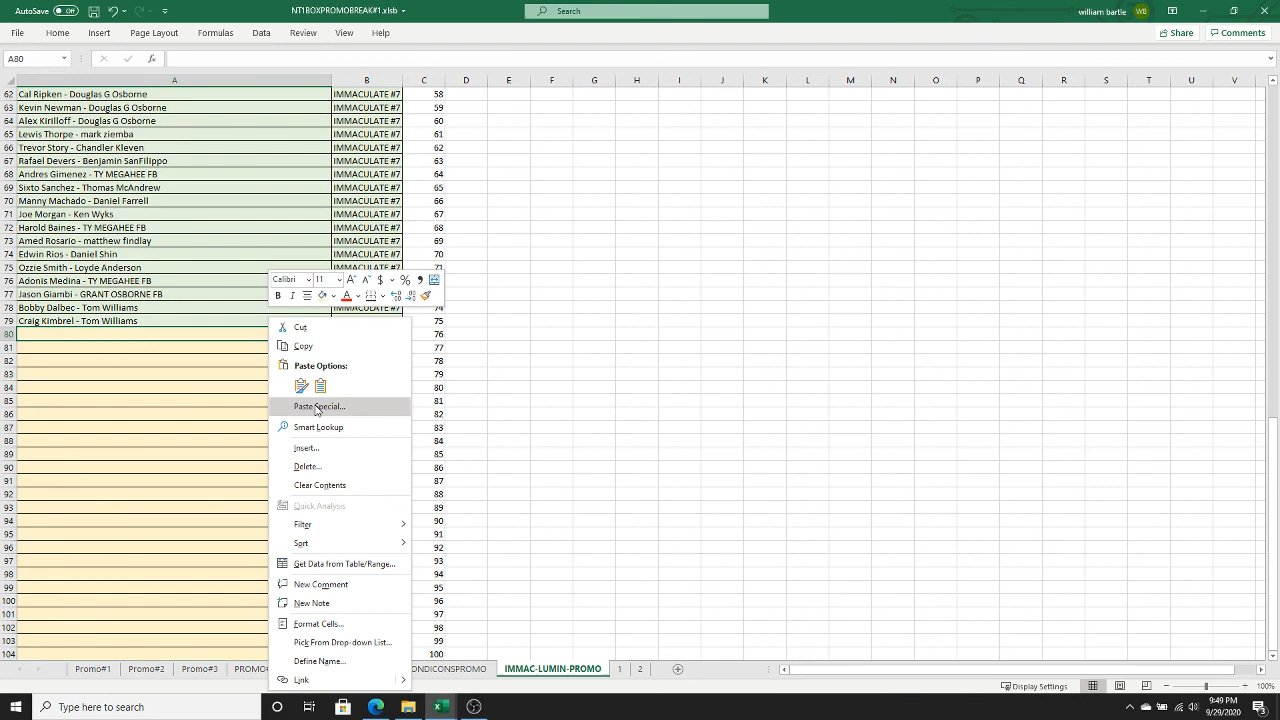 AutoSave Off NT1BOXPROMOBREAK#1.xlsb Search william bartle WB
File Home Insert Page Layout Formulas Data Review View Help Share Comments
A80 fx
A B C D E F G H I J K L M N O P Q R S T U V
62 Cal Ripken - Douglas G Osborne IMMACULATE #7 58
63 Kevin Newman - Douglas G Osborne IMMACULATE #7 59
64 Alex Kirilloff - Douglas G Osborne IMMACULATE #7 60
65 Lewis Thorpe - mark ziemba IMMACULATE #7 61
66 Trevor Story - Chandler Kleven IMMACULATE #7 62
67 Rafael Devers - Benjamin SanFilippo IMMACULATE #7 63
68 Andres Gimenez - TY MEGAHEE FB IMMACULATE #7 64
69 Sixto Sanchez - Thomas McAndrew IMMACULATE #7 65
70 Manny Machado - Daniel Farrell IMMACULATE #7 66
71 Joe Morgan - Ken Wyks IMMACULATE #7 67
72 Harold Baines - TY MEGAHEE FB IMMACULATE #7 68
73 Amed Rosario - matthew findlay IMMACULATE #7 69
74 Edwin Rios - Daniel Shin IMMACULATE #7 70
75 Ozzie Smith - Loyde Anderson IMMACULATE #7 71
76 Adonis Medina - TY MEGAHEE FB
77 Jason Giambi - GRANT OSBORNE FB
78 Bobby Dalbec - Tom Williams IMMACULATE #7 74
79 Craig Kimbrel - Tom Williams 75
80 76
81 77
82 78
83 79
84 80
85 81
86 82
87 83
88 84
89 85
90 86
91 87
92 88
93 89
94 90
95 91
96 92
97 93
98 94
99 95
100 96
101 97
102 98
103 99
104 100
Calibri 11 A A $ % ,
B I A
Cut
Copy
Paste Options:
Paste Special...
Smart Lookup
Insert...
Delete...
Clear Contents
Quick Analysis
Filter
Sort
Get Data from Table/Range...
New Comment
New Note
Format Cells...
Pick From Drop-down List...
Define Name...
Link
Promo#1 Promo#2 Promo#3 PROMO# ONDICONSPROMO IMMAC-LUMIN-PROMO 1 2
Display Settings 100%
Type here to search
9:49 PM
9/29/2020
3